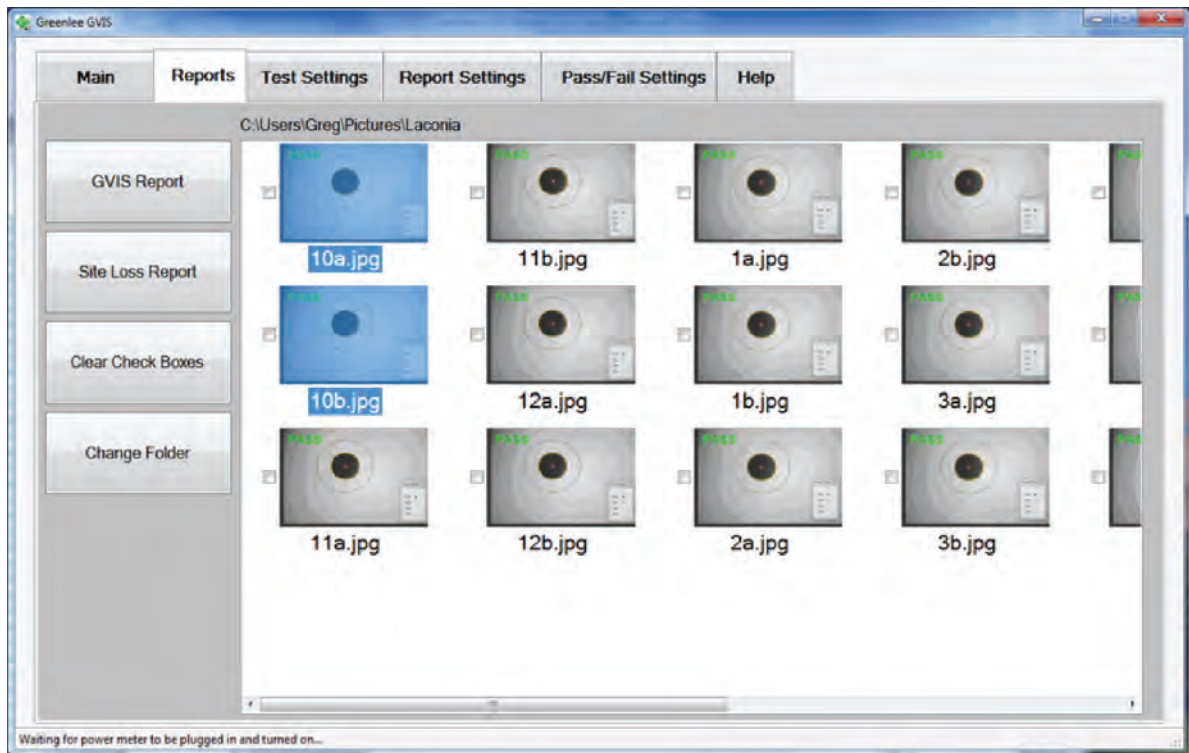 Greenlee GVIS
Main Reports Test Settings Report Settings Pass/Fail Settings Help
C:\Users\Greg\Pictures\Laconia
GVIS Report
Site Loss Report
Clear Check Boxes
Change Folder
PASS PASS PASS PASS
10a.jpg 11b.jpg 1a.jpg 2b.jpg
PASS PASS PASS PASS
10b.jpg 12a.jpg 1b.jpg 3a.jpg
PASS PASS PASS PASS
11a.jpg 12b.jpg 2a.jpg 3b.jpg
Waiting for power meter to be plugged in and turned on...